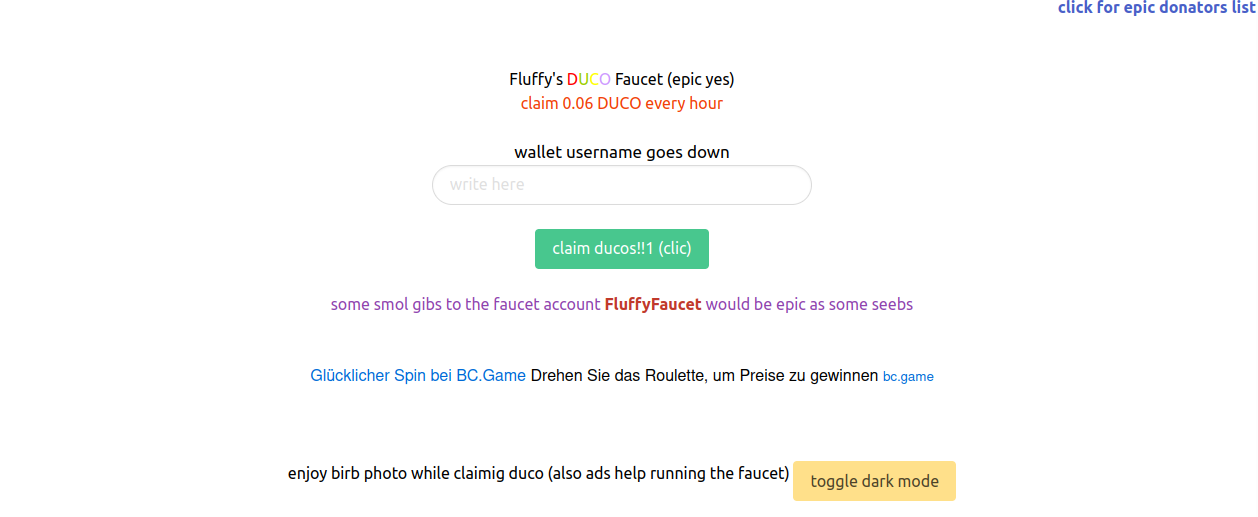 click for epic donators list
Fluffy's DUCO Faucet (epic yes)
claim 0.06 DUCO every hour
wallet username goes down
write here
claim ducos!!1 (clic)
some smol gibs to the faucet account FluffyFaucet would be epic as some seebs
Glücklicher Spin bei BC.Game Drehen Sie das Roulette, um Preise zu gewinnen bc.game
enjoy birb photo while claimig duco (also ads help running the faucet) toggle dark mode